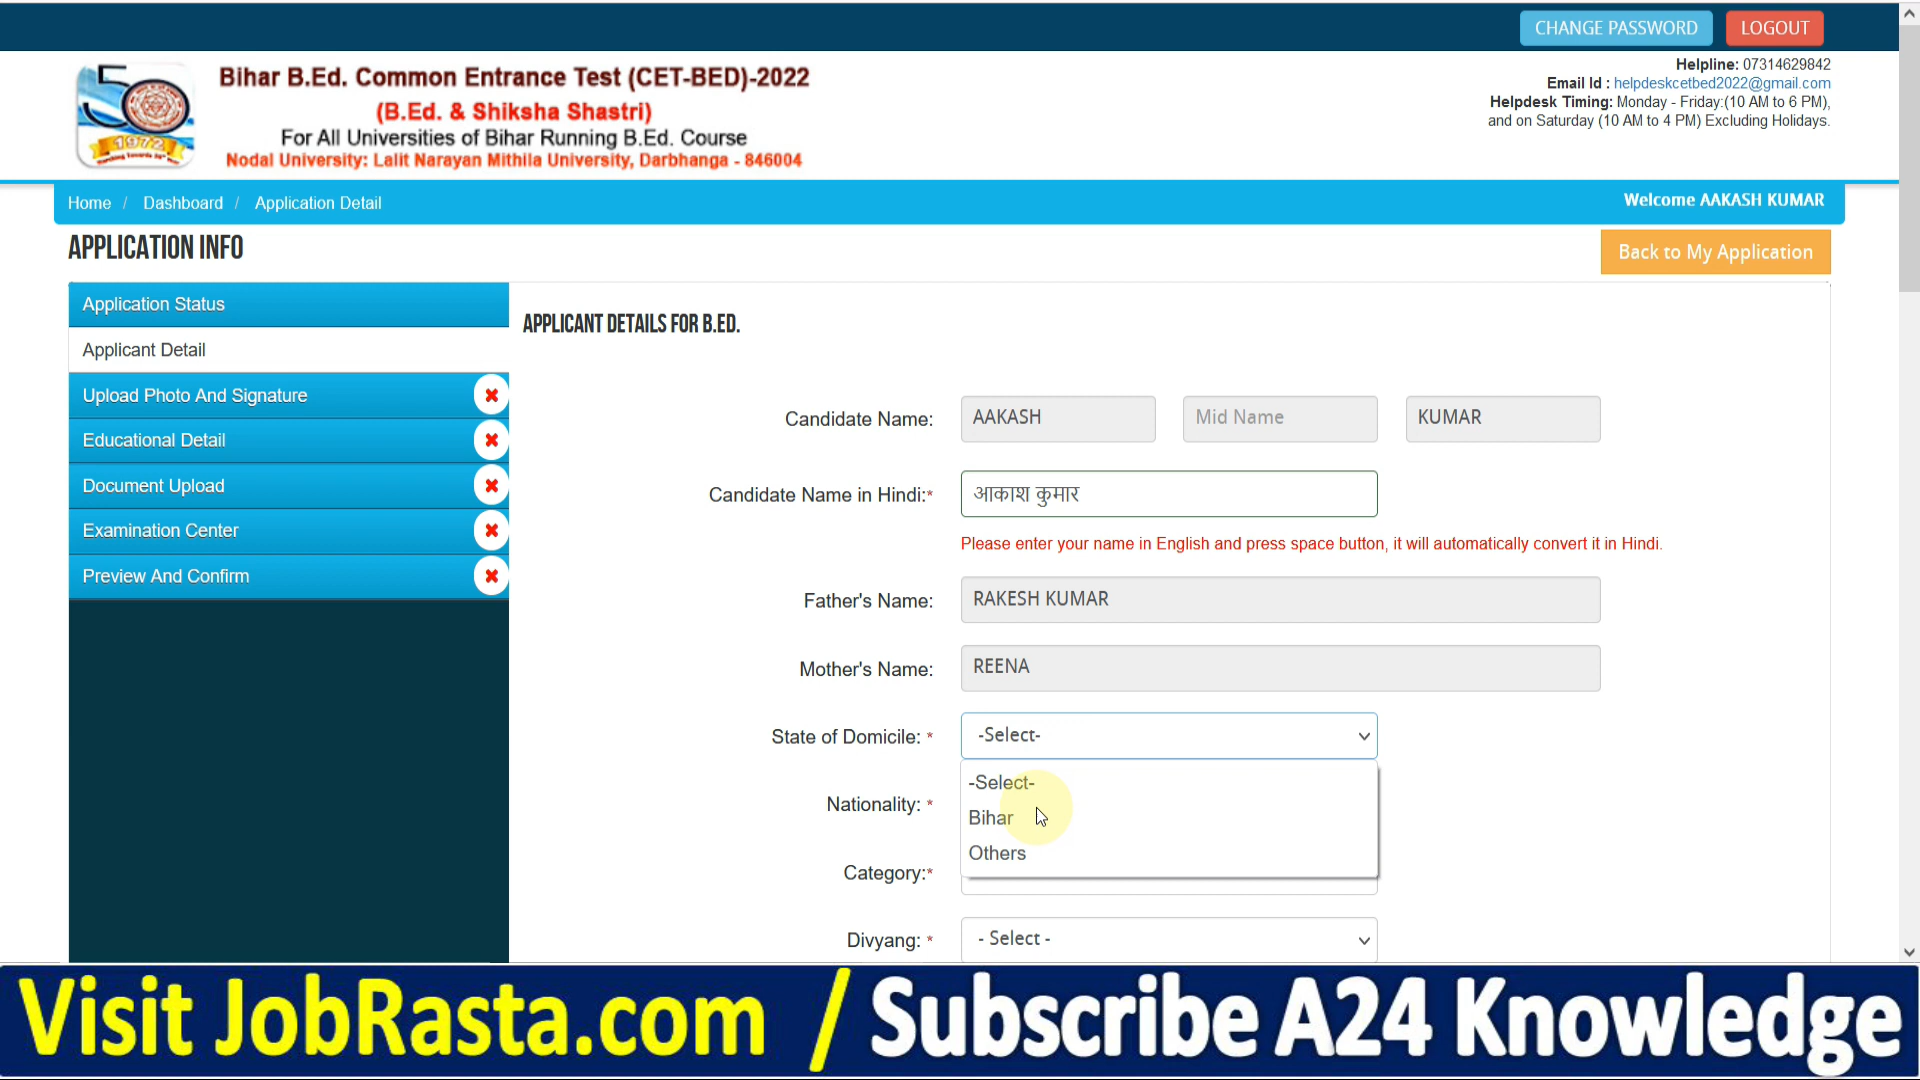 CHANGE PASSWORD
LOGOUT
50
1972
Bihar B.Ed. Common Entrance Test (CET-BED)-2022
(B.Ed. & Shiksha Shastri)
For All Universities of Bihar Running B.Ed. Course
Nodal University: Lalit Narayan Mithila University, Darbhanga - 846004
Helpline: 07314629842
Email Id : helpdeskcetbed2022@gmail.com
Helpdesk Timing: Monday - Friday:(10 AM to 6 PM),
and on Saturday (10 AM to 4 PM) Excluding Holidays.
Home / Dashboard / Application Detail
Welcome AAKASH KUMAR
APPLICATION INFO
Back to My Application
Application Status
Applicant Detail
Upload Photo And Signature
Educational Detail
Document Upload
Examination Center
Preview And Confirm
APPLICANT DETAILS FOR B.ED.
Candidate Name: AAKASH Mid Name KUMAR
Candidate Name in Hindi:* आकाश कुमार
Please enter your name in English and press space button, it will automatically convert it in Hindi.
Father's Name: RAKESH KUMAR
Mother's Name: REENA
State of Domicile: * -Select-
-Select-
Nationality: *
Bihar
Others
Category:*
Divyang: * - Select -
Visit JobRasta.com / Subscribe A24 Knowledge